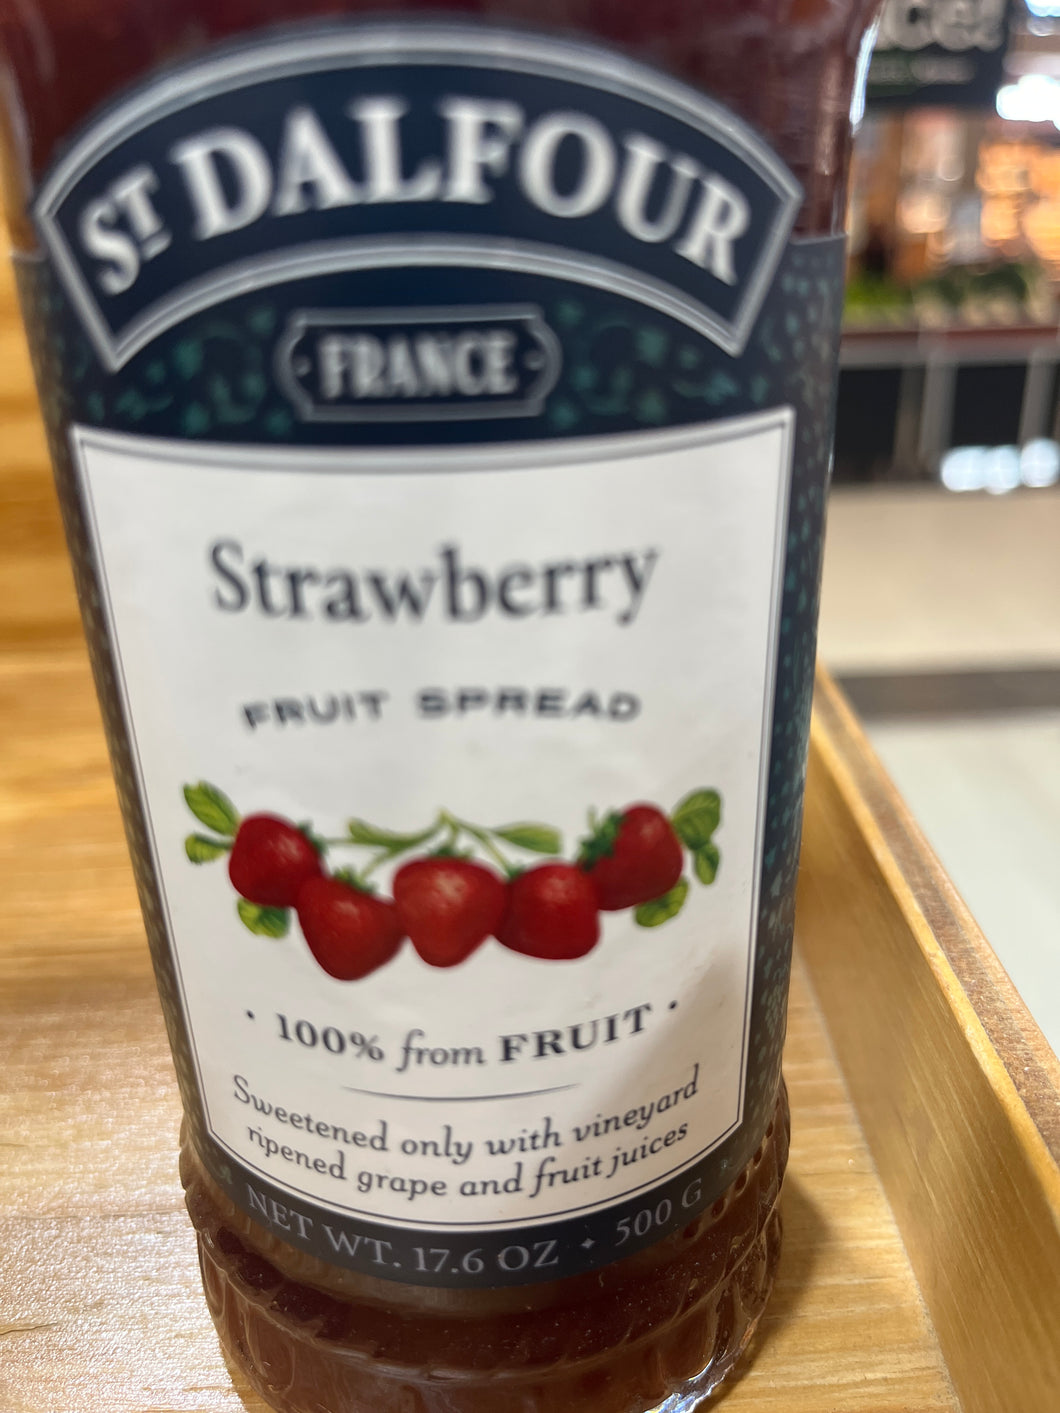 ST DALFOUR
· FRANCE ·
Strawberry
FRUIT SPREAD
· 100% from FRUIT ·
Sweetened only with vineyard
ripened grape and fruit juices
NET WT. 17.6 OZ ✦ 500 G